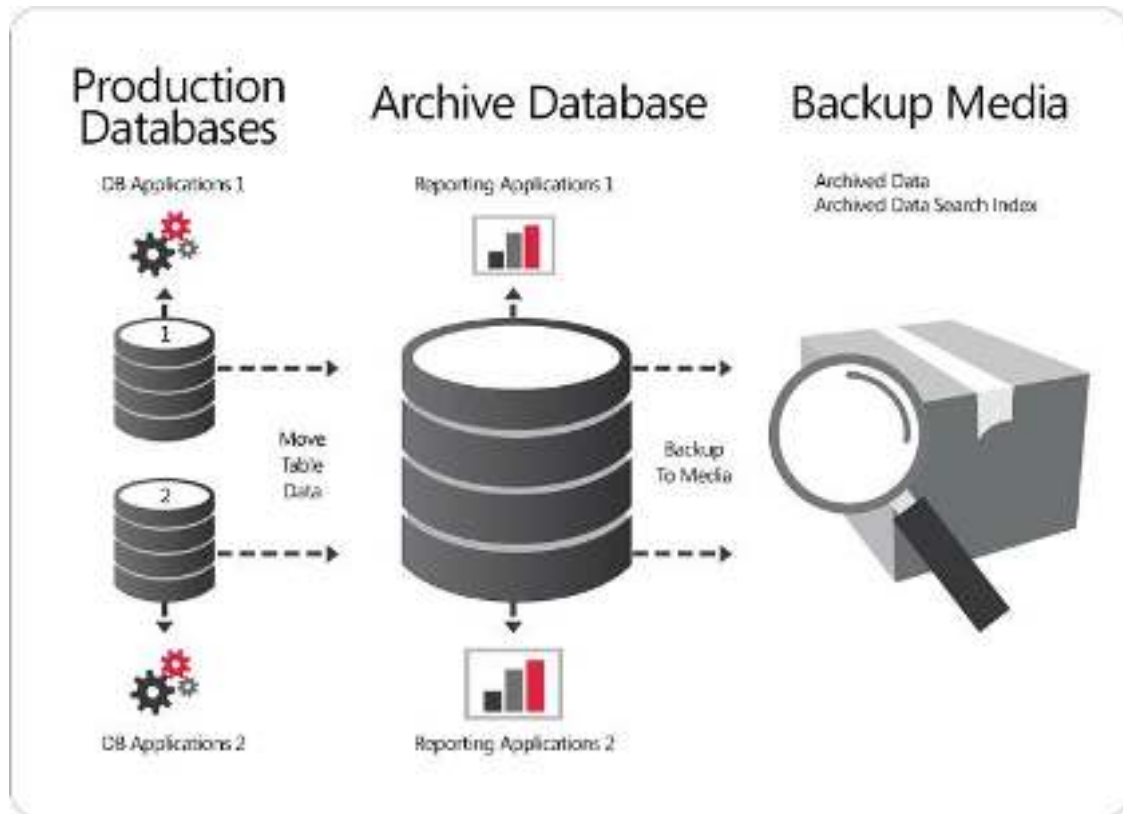 Production
Databases
Archive Database
Backup Media
DB Applications 1
Reporting Applications 1
Archived Data
Archived Data Search Index
1
Move
Table
Data
Backup
To Media
2
DB Applications 2
Reporting Applications 2